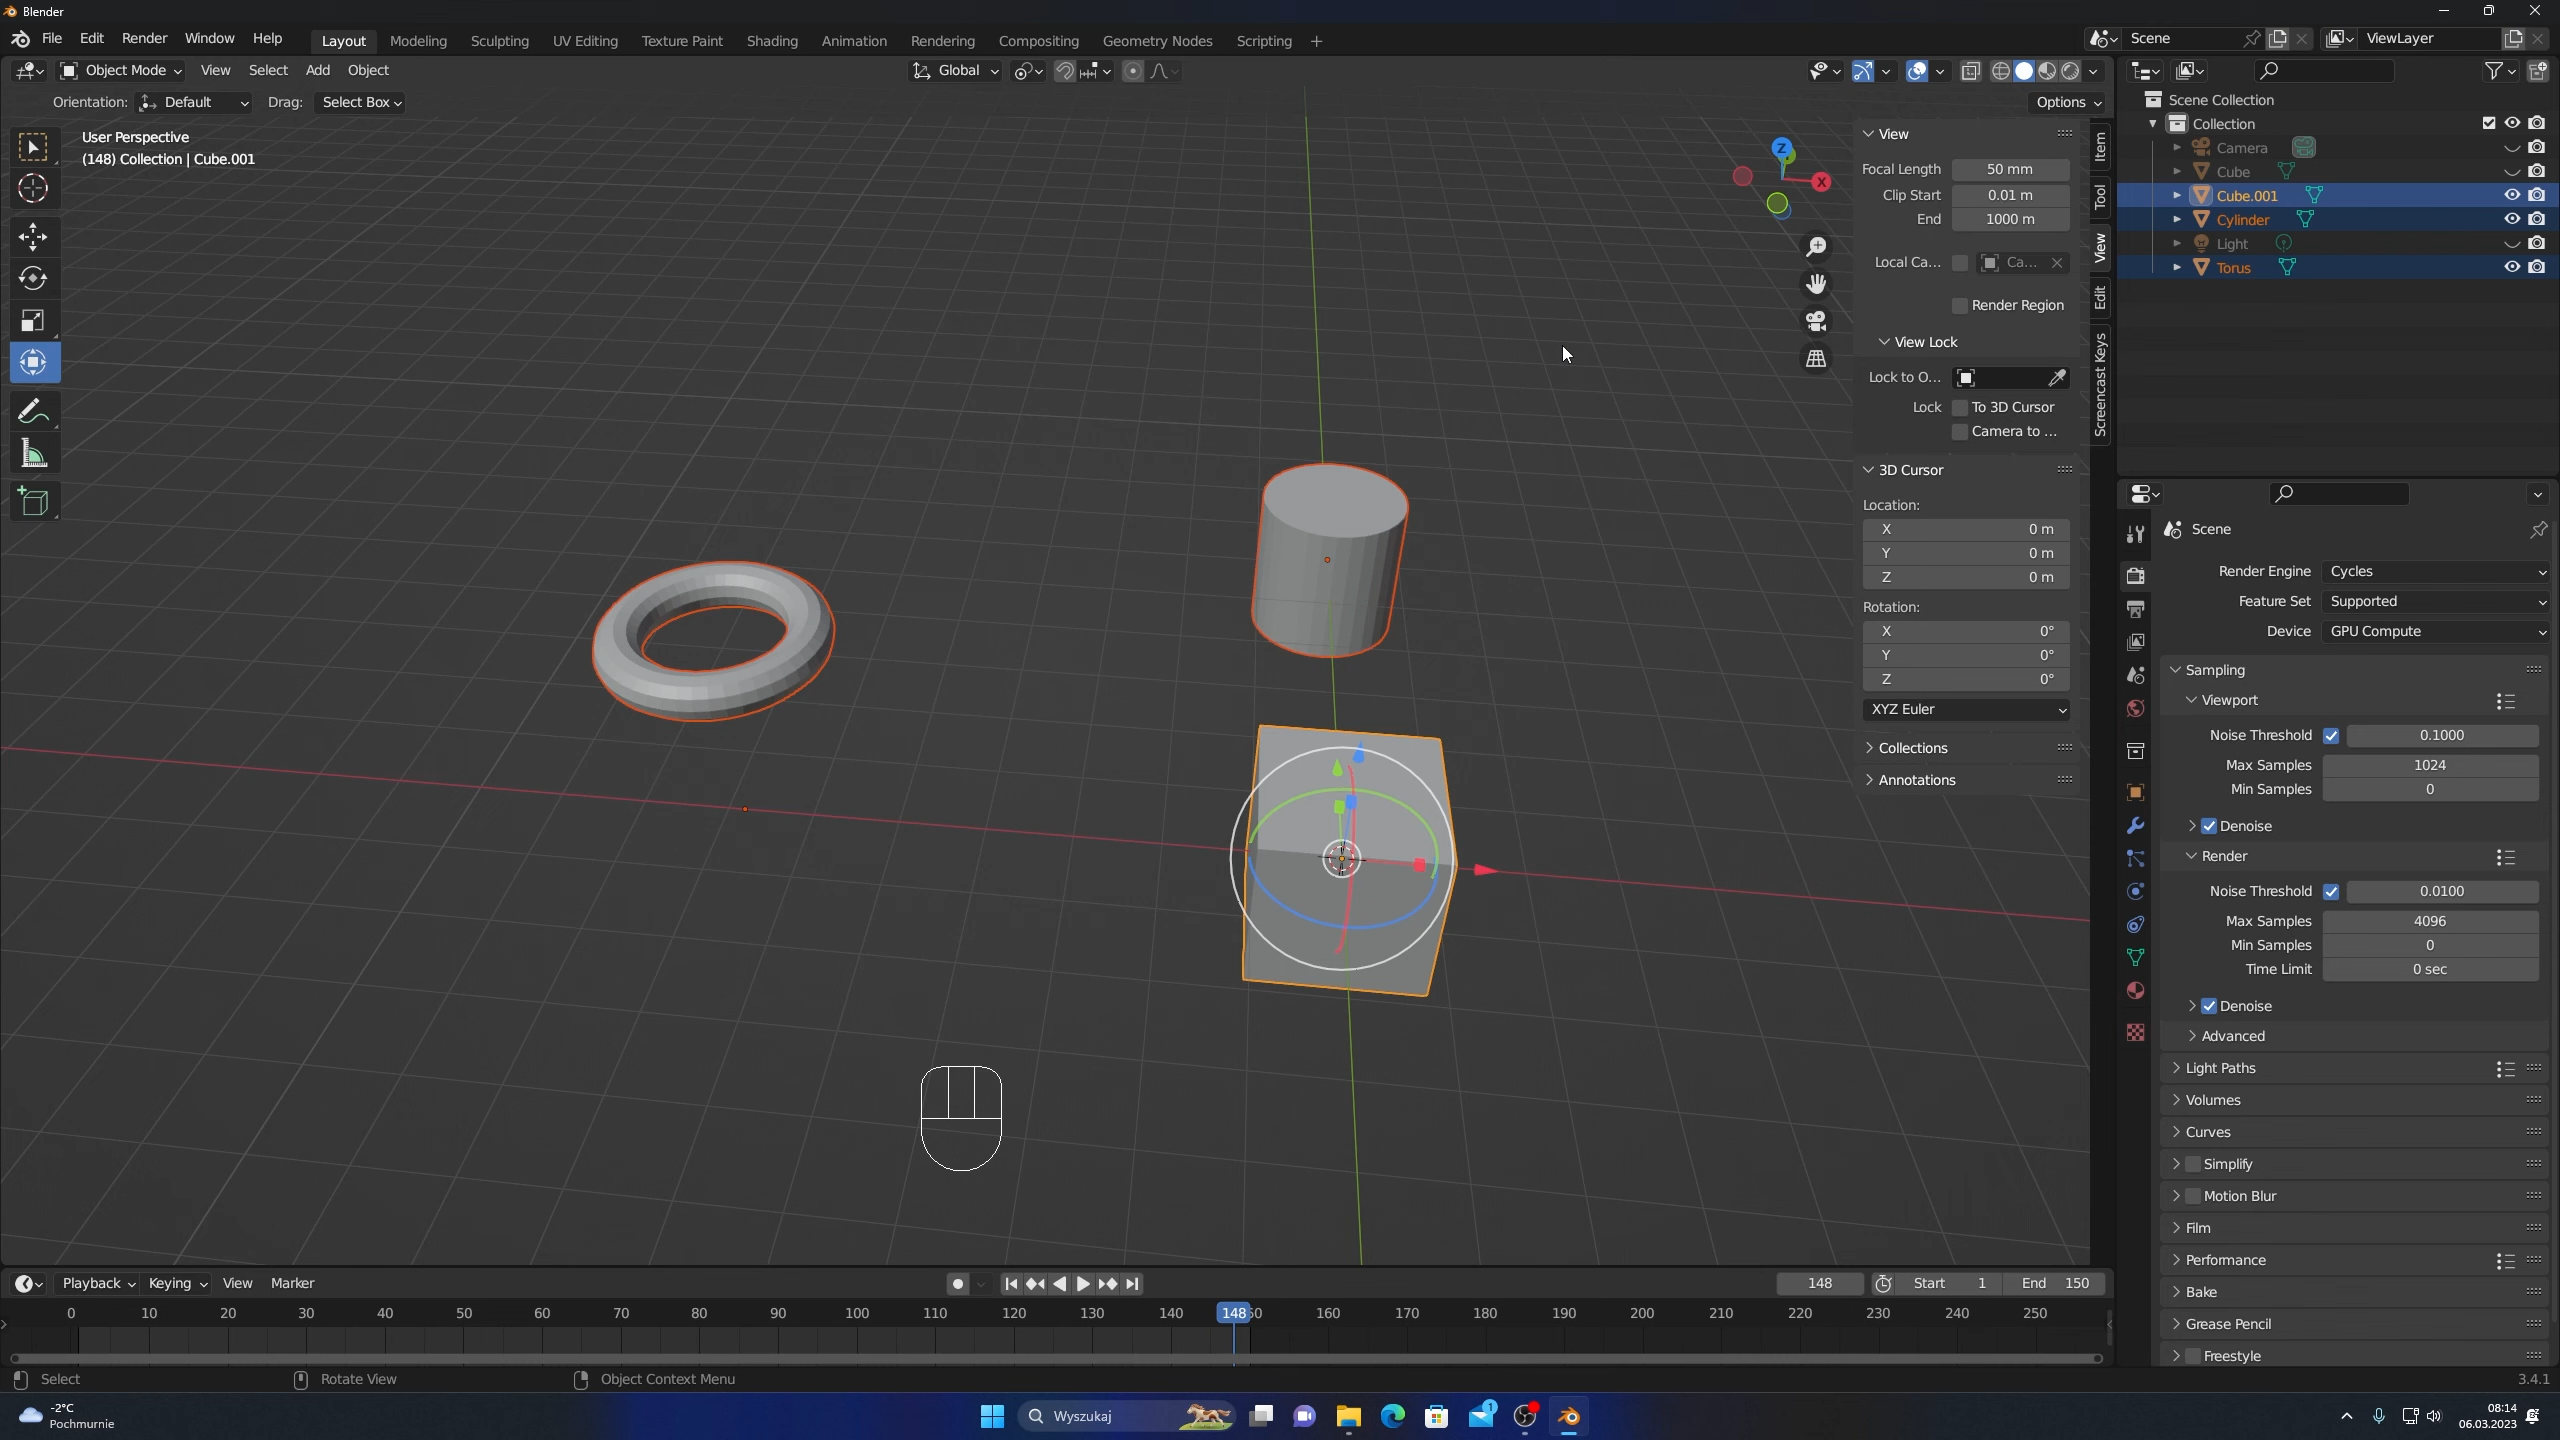 Blender
File Edit Render Window Help Layout Modeling Sculpting UV Editing Texture Paint Shading Animation Rendering Compositing Geometry Nodes Scripting + Scene ViewLayer
Object Mode View Select Add Object Global
Orientation: Default Drag: Select Box Options
User Perspective
(148) Collection | Cube.001
Z
X
View
Focal Length 50 mm
Clip Start 0.01 m
End 1000 m
Local Ca... Ca...
Render Region
View Lock
Lock to O...
Lock To 3D Cursor
Camera to ...
3D Cursor
Location:
X 0 m
Y 0 m
Z 0 m
Rotation:
X 0°
Y 0°
Z 0°
XYZ Euler
Collections
Annotations
Item
Tool
View
Edit
Screencast Keys
Scene Collection
Collection
Camera
Cube
Cube.001
Cylinder
Light
Torus
Scene
Render Engine Cycles
Feature Set Supported
Device GPU Compute
Sampling
Viewport
Noise Threshold 0.1000
Max Samples 1024
Min Samples 0
Denoise
Render
Noise Threshold 0.0100
Max Samples 4096
Min Samples 0
Time Limit 0 sec
Denoise
Advanced
Light Paths
Volumes
Curves
Simplify
Motion Blur
Film
Performance
Bake
Grease Pencil
Freestyle
Playback Keying View Marker 148 Start 1 End 150
0 10 20 30 40 50 60 70 80 90 100 110 120 130 140 148 160 170 180 190 200 210 220 230 240 250
Select Rotate View Object Context Menu 3.4.1
-2°C
Pochmurnie
Wyszukaj
1
08:14
06.03.2023